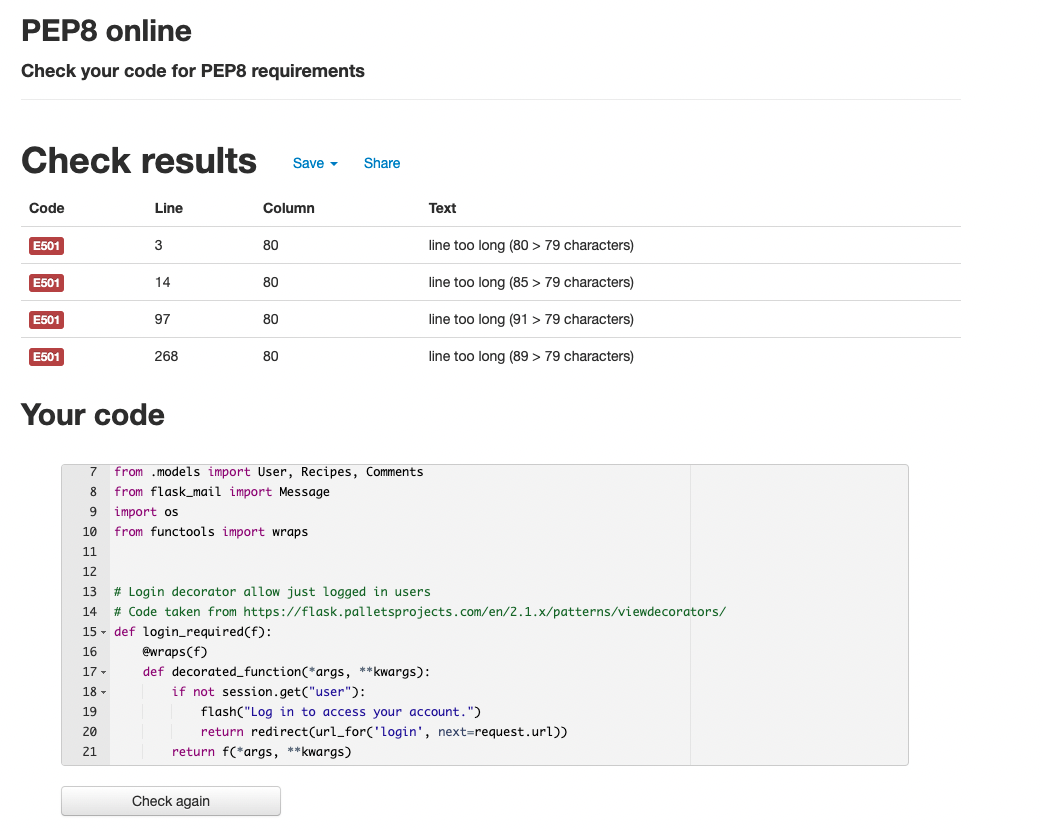 PEP8 online
Check your code for PEP8 requirements
Check results Save Share
Code Line Column Text
E501 3 80 line too long (80 > 79 characters)
E501 14 80 line too long (85 > 79 characters)
E501 97 80 line too long (91 > 79 characters)
E501 268 80 line too long (89 > 79 characters)
Your code
7 from .models import User, Recipes, Comments
8 from flask_mail import Message
9 import os
10 from functools import wraps
11
12
13 # Login decorator allow just logged in users
14 # Code taken from https://flask.palletsprojects.com/en/2.1.x/patterns/viewdecorators/
15 def login_required(f):
16     @wraps(f)
17     def decorated_function(*args, **kwargs):
18         if not session.get("user"):
19             flash("Log in to access your account.")
20             return redirect(url_for('login', next=request.url))
21         return f(*args, **kwargs)
Check again